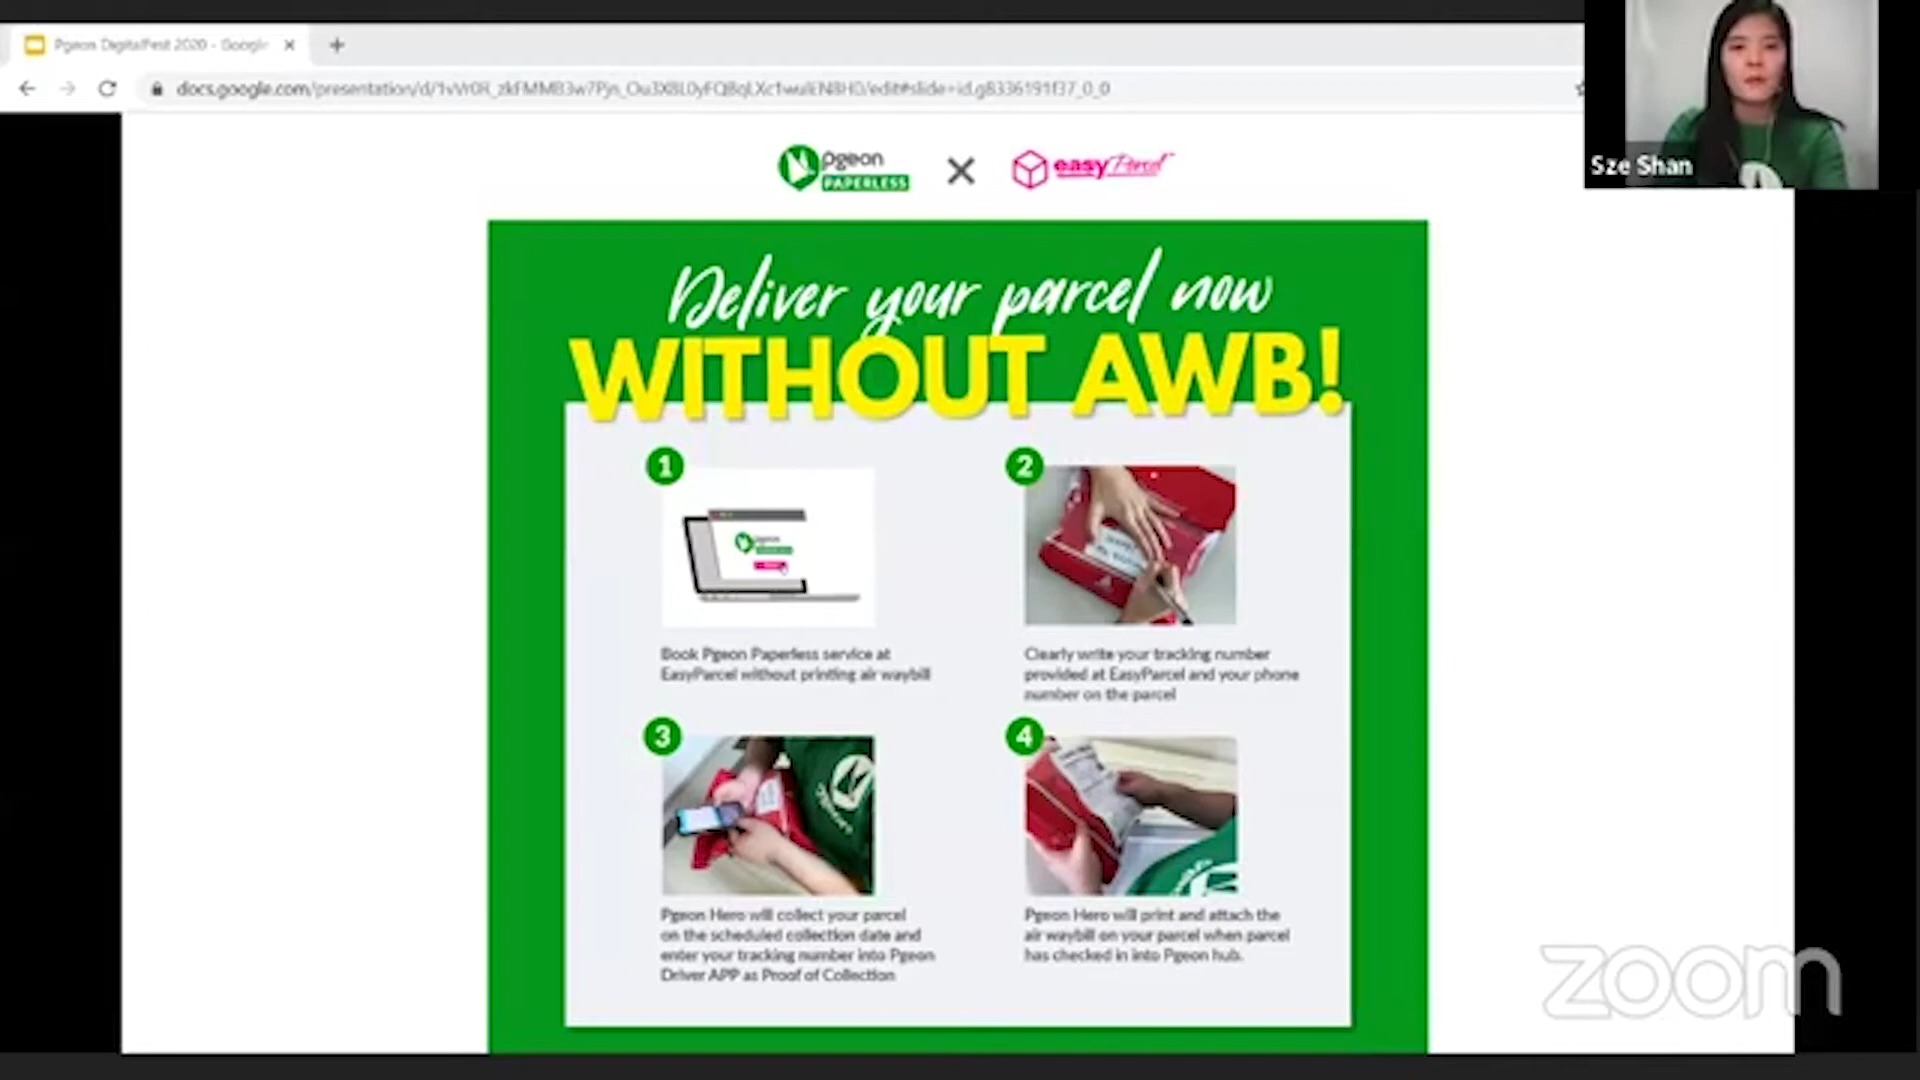 Pgeon DigitalFest 2020 - Google
Sze Shan
pgeon
PAPERLESS
easyParcel
Deliver your parcel now
WITHOUT AWB!
1
Book Pgeon Paperless service at
EasyParcel without printing air waybill
2
Clearly write your tracking number
provided at EasyParcel and your phone
number on the parcel
3
Pgeon Hero will collect your parcel
on the scheduled collection date and
enter your tracking number into Pgeon
Driver APP as Proof of Collection
4
Pgeon Hero will print and attach the
air waybill on your parcel when parcel
has checked in into Pgeon hub.
zoom